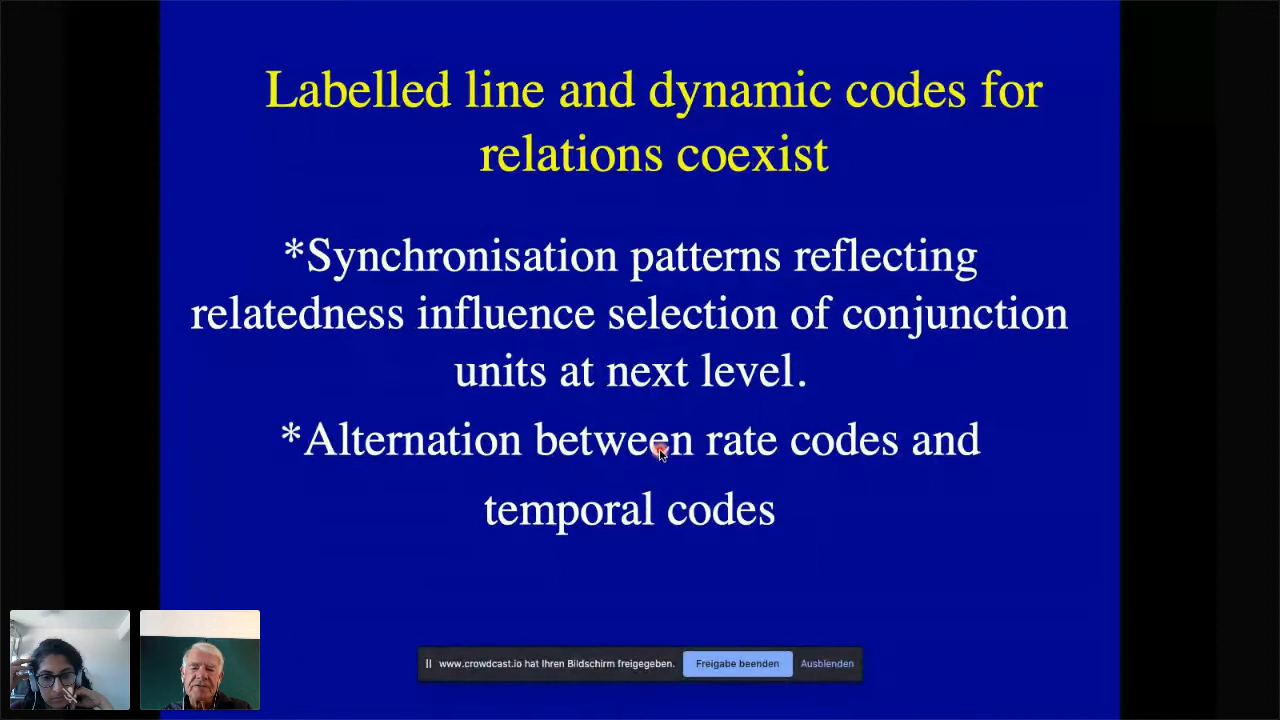 Labelled line and dynamic codes for
relations coexist
*Synchronisation patterns reflecting
relatedness influence selection of conjunction
units at next level.
*Alternation between rate codes and
temporal codes
www.crowdcast.io hat Ihren Bildschirm freigegeben. Freigabe beenden Ausblenden